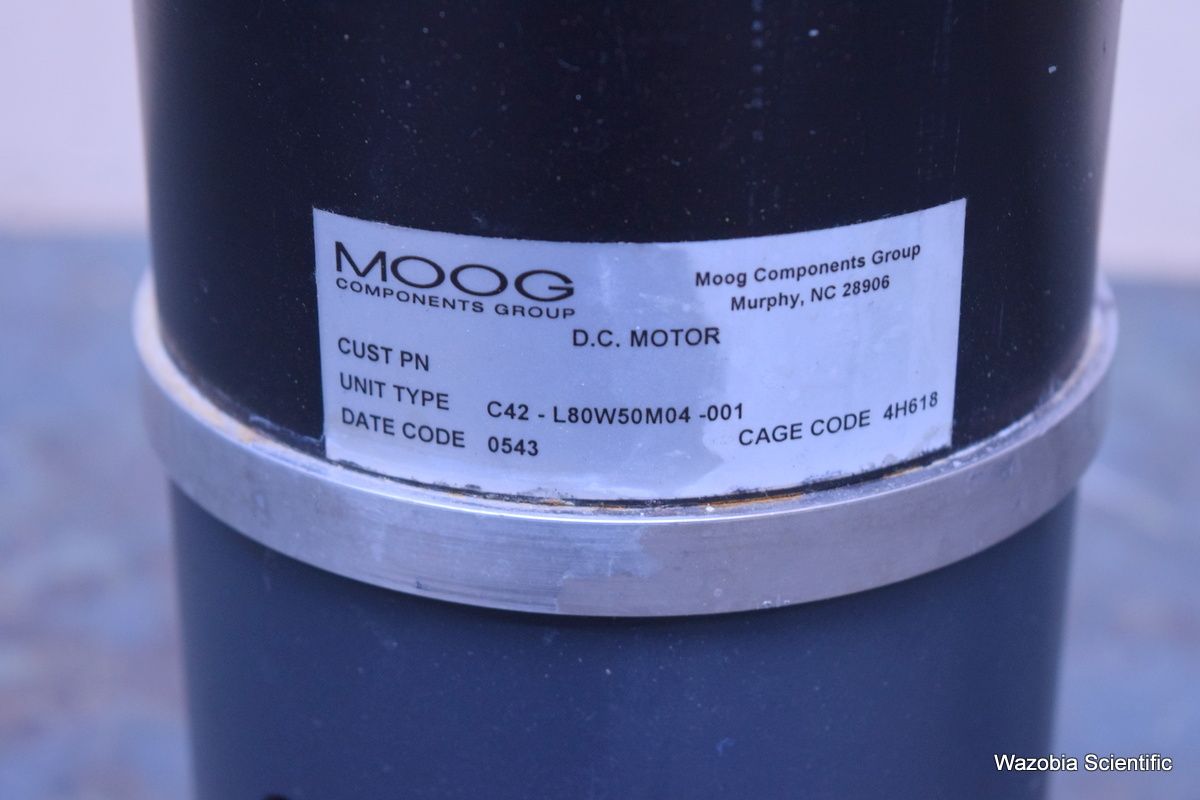 MOOG
COMPONENTS GROUP
Moog Components Group
Murphy, NC 28906
D.C. MOTOR
CUST PN
UNIT TYPE C42 - L80W50M04 -001
DATE CODE 0543
CAGE CODE 4H618
Wazobia Scientific